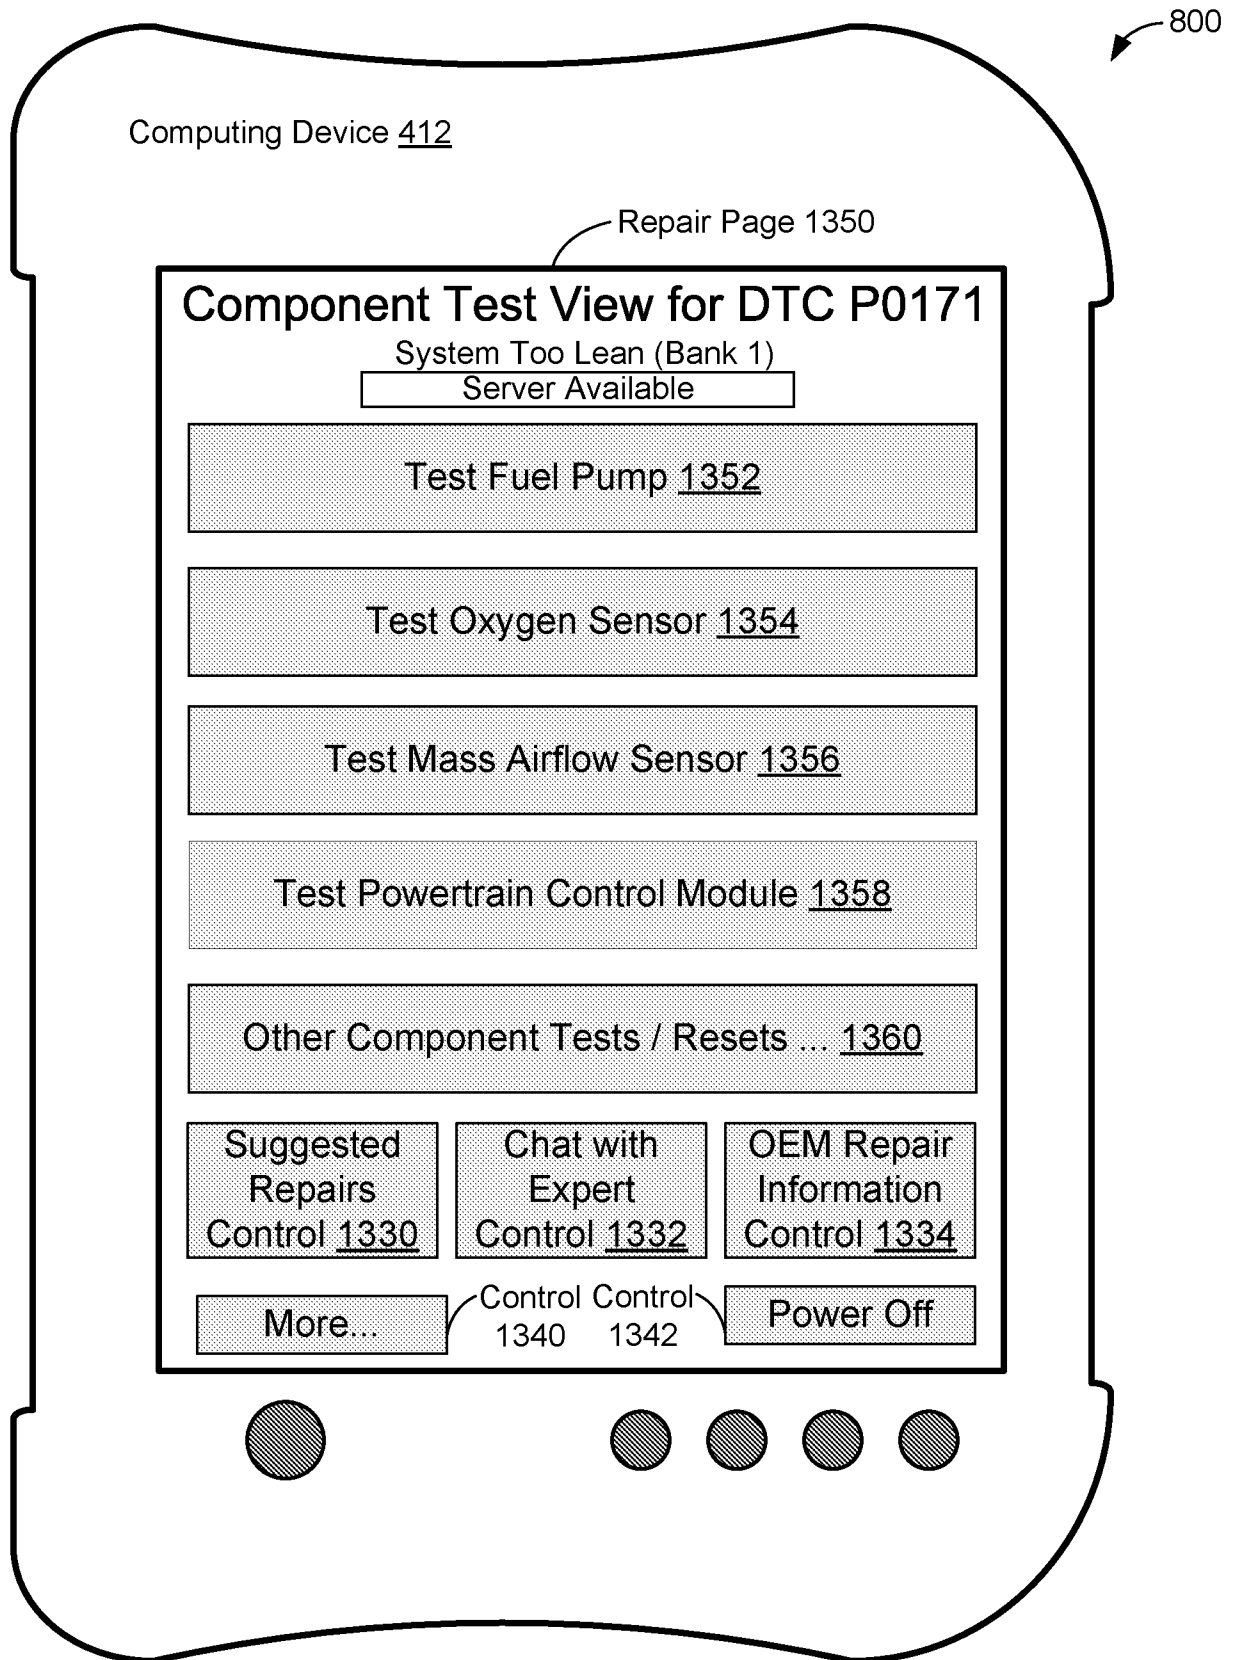 800
Computing Device 412
Repair Page 1350
Component Test View for DTC P0171
System Too Lean (Bank 1)
Server Available
Test Fuel Pump 1352
Test Oxygen Sensor 1354
Test Mass Airflow Sensor 1356
Test Powertrain Control Module 1358
Other Component Tests / Resets ... 1360
Suggested
Repairs
Control 1330
Chat with
Expert
Control 1332
OEM Repair
Information
Control 1334
More...
Control
1340
Control
1342
Power Off